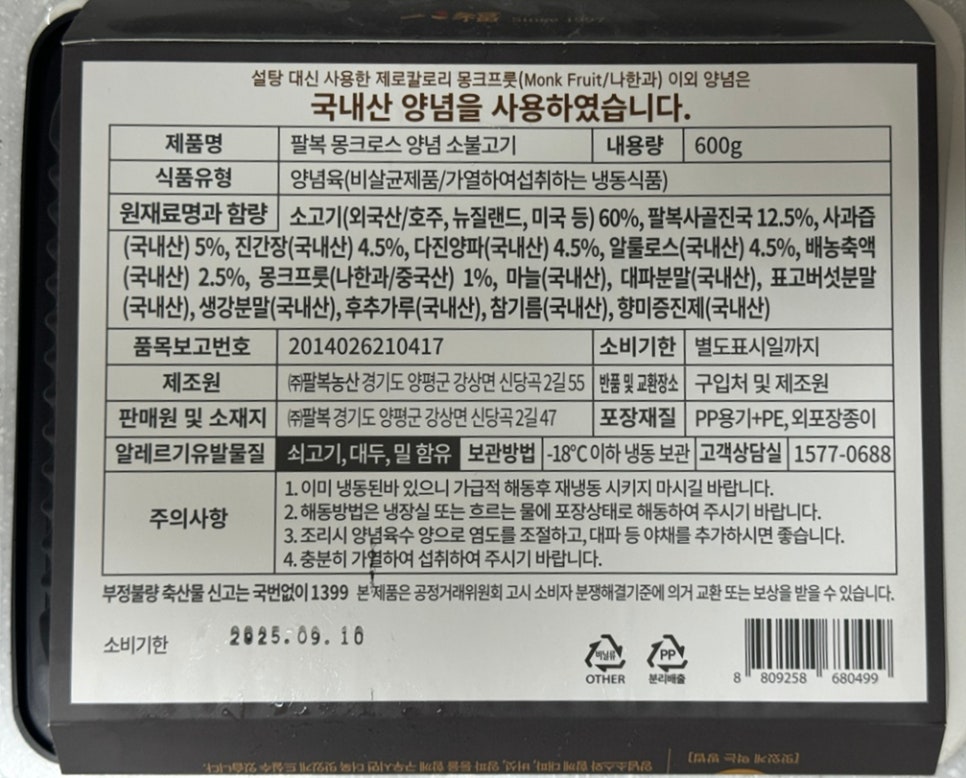 Since 1997
설탕 대신 사용한 제로칼로리 몽크프룻(Monk Fruit/나한과) 이외 양념은
국내산 양념을 사용하였습니다.
제품명 팔복 몽크로스 양념 소불고기 내용량 600g
식품유형 양념육(비살균제품/가열하여섭취하는 냉동식품)
원재료명과 함량 소고기(외국산/호주, 뉴질랜드, 미국 등) 60%, 팔복사골진국 12.5%, 사과즙
(국내산) 5%, 진간장(국내산) 4.5%, 다진양파(국내산) 4.5%, 알룰로스(국내산) 4.5%, 배농축액
(국내산) 2.5%, 몽크프룻(나한과/중국산) 1%, 마늘(국내산), 대파분말(국내산), 표고버섯분말
(국내산), 생강분말(국내산), 후추가루(국내산), 참기름(국내산), 향미증진제(국내산)
품목보고번호 2014026210417 소비기한 별도표시일까지
제조원 ㈜팔복농산 경기도 양평군 강상면 신당곡 2길 55 반품 및 교환장소 구입처 및 제조원
판매원 및 소재지 ㈜팔복 경기도 양평군 강상면 신당곡 2길 47 포장재질 PP용기+PE, 외포장종이
알레르기유발물질 쇠고기, 대두, 밀 함유 보관방법 -18℃ 이하 냉동 보관 고객상담실 1577-0688
주의사항
1. 이미 냉동된바 있으니 가급적 해동후 재냉동 시키지 마시길 바랍니다.
2. 해동방법은 냉장실 또는 흐르는 물에 포장상태로 해동하여 주시기 바랍니다.
3. 조리시 양념육수 양으로 염도를 조절하고, 대파 등 야채를 추가하시면 좋습니다.
4. 충분히 가열하여 섭취하여 주시기 바랍니다.
부정불량 축산물 신고는 국번없이 1399 본 제품은 공정거래위원회 고시 소비자 분쟁해결기준에 의거 교환 또는 보상을 받을 수 있습니다.
소비기한 2025.09.10
비닐류
OTHER
PP
분리배출
8 809258 680499
[맛있게 먹는 방법]